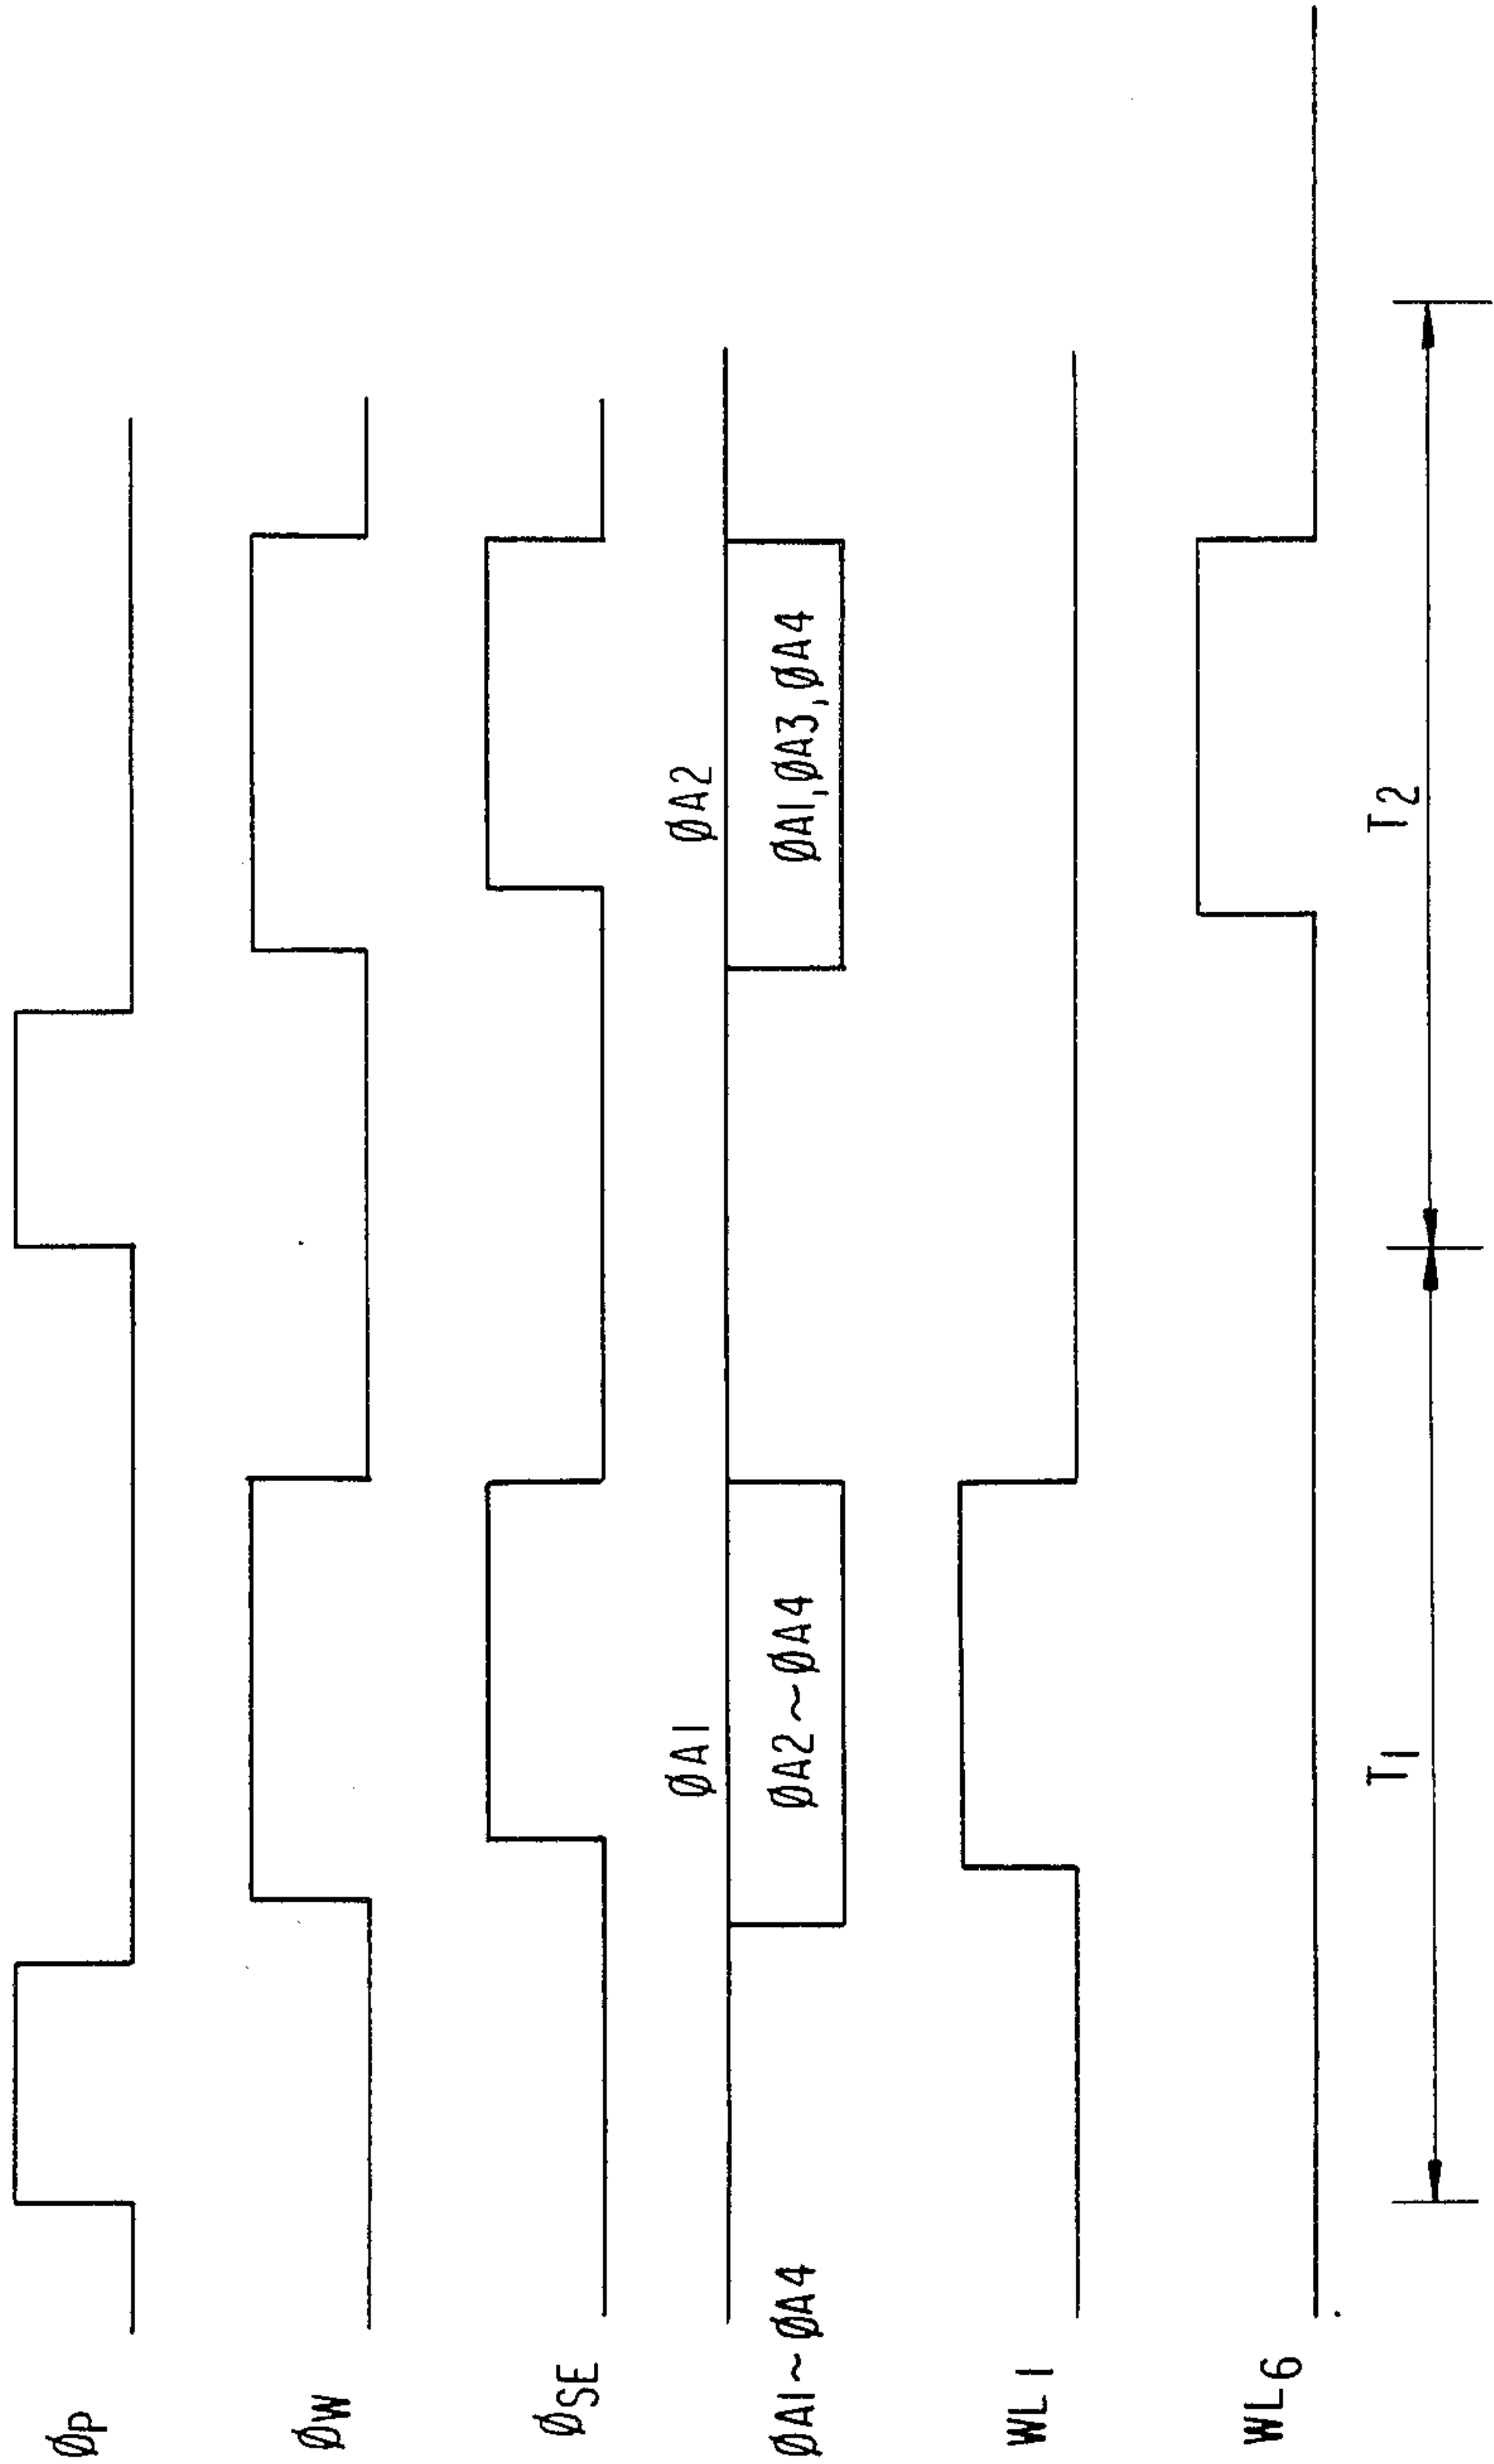 ØP
ØW
ØSE
ØA1 ØA2
ØA1~ØA4 ØA2~ØA4 ØA1,ØA3,ØA4
WL1
WL6
T1 T2